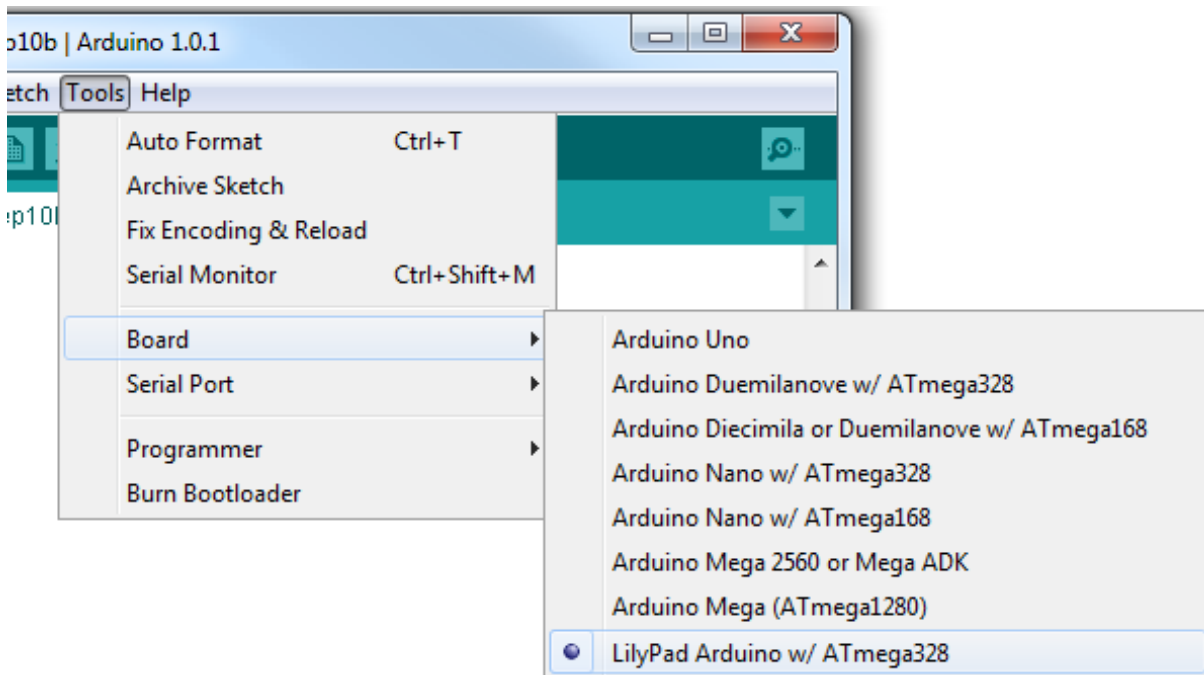 p10b | Arduino 1.0.1
etch Tools Help
Auto Format Ctrl+T
Archive Sketch
ep10
Fix Encoding & Reload
Serial Monitor Ctrl+Shift+M
Board
Serial Port
Programmer
Burn Bootloader
Arduino Uno
Arduino Duemilanove w/ ATmega328
Arduino Diecimila or Duemilanove w/ ATmega168
Arduino Nano w/ ATmega328
Arduino Nano w/ ATmega168
Arduino Mega 2560 or Mega ADK
Arduino Mega (ATmega1280)
LilyPad Arduino w/ ATmega328